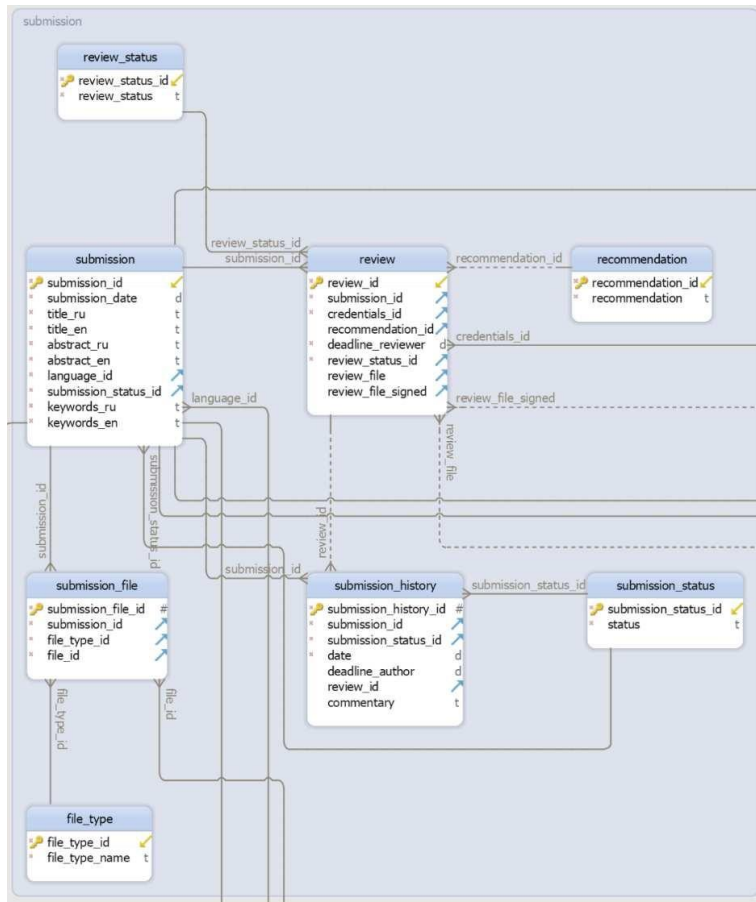 submission
review_status
review_status_id
review_status t
review_status_id
submission_id
submission
submission_id
submission_date d
title_ru t
title_en t
abstract_ru t
abstract_en t
language_id
submission_status_id
keywords_ru t
keywords_en t
review
review_id
submission_id
credentials_id
recommendation_id
deadline_reviewer d
review_status_id
review_file
review_file_signed
recommendation_id
recommendation
recommendation_id
recommendation t
credentials_id
review_file_signed
language_id
review_file
submission_id
submission_status_id
review_id
submission_id
submission_status_id
submission_file
submission_file_id #
submission_id
file_type_id
file_id
submission_history
submission_history_id #
submission_id
submission_status_id
date d
deadline_author d
review_id
commentary t
submission_status
submission_status_id
status t
file_type_id
file_id
file_type
file_type_id
file_type_name t